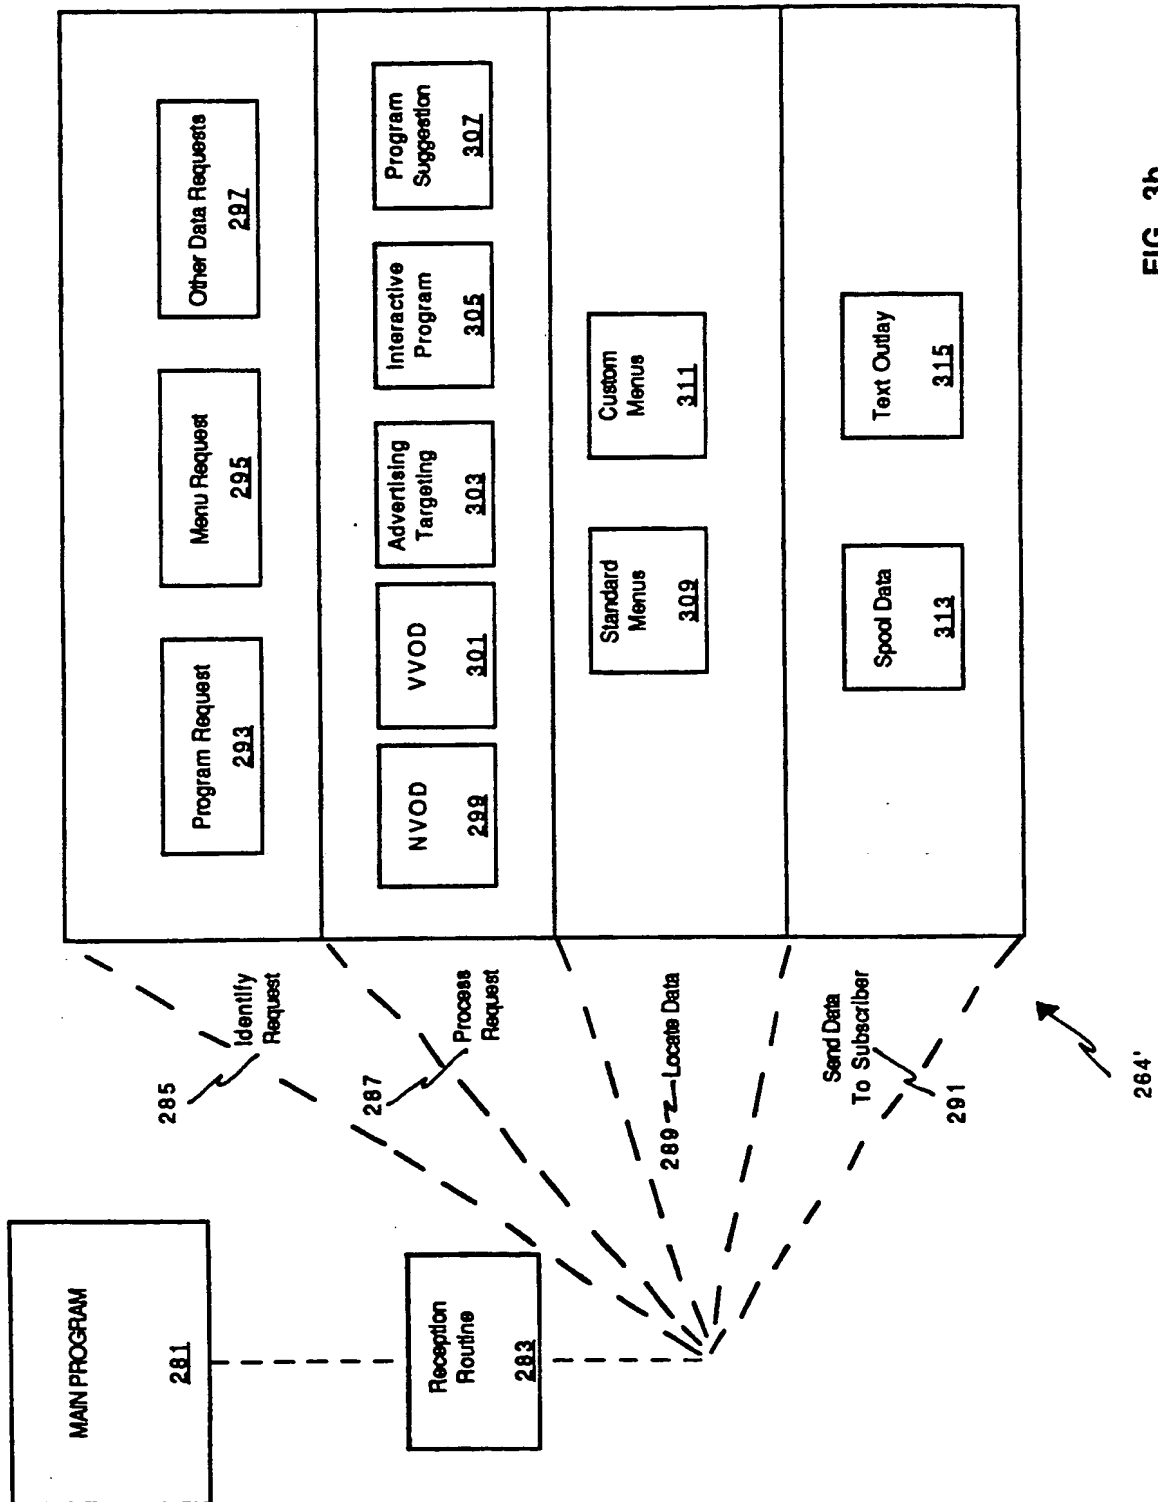 MAIN PROGRAM
281
Reception
Routine
283
285
Identify
Request
287
Process
Request
289
Locate Data
Send Data
To Subscriber
291
264'
Program Request
293
Menu Request
295
Other Data Requests
297
NVOD
299
VVOD
301
Advertising
Targeting
303
Interactive
Program
305
Program
Suggestion
307
Standard
Menus
309
Custom
Menus
311
Spool Data
313
Text Outlay
315
FIG. 3b